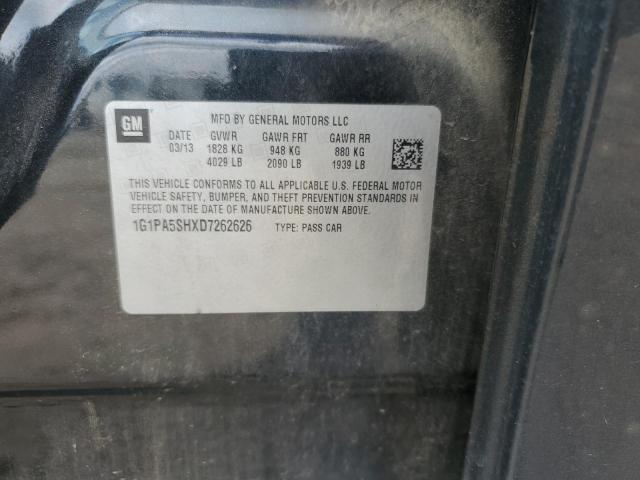 GM
MFD BY GENERAL MOTORS LLC
DATE GVWR GAWR FRT GAWR RR
03/13 1828 KG 948 KG 880 KG
4029 LB 2090 LB 1939 LB
THIS VEHICLE CONFORMS TO ALL APPLICABLE U.S. FEDERAL MOTOR
VEHICLE SAFETY, BUMPER, AND THEFT PREVENTION STANDARDS
IN EFFECT ON THE DATE OF MANUFACTURE SHOWN ABOVE.
1G1PA5SHXD7262626 TYPE: PASS CAR